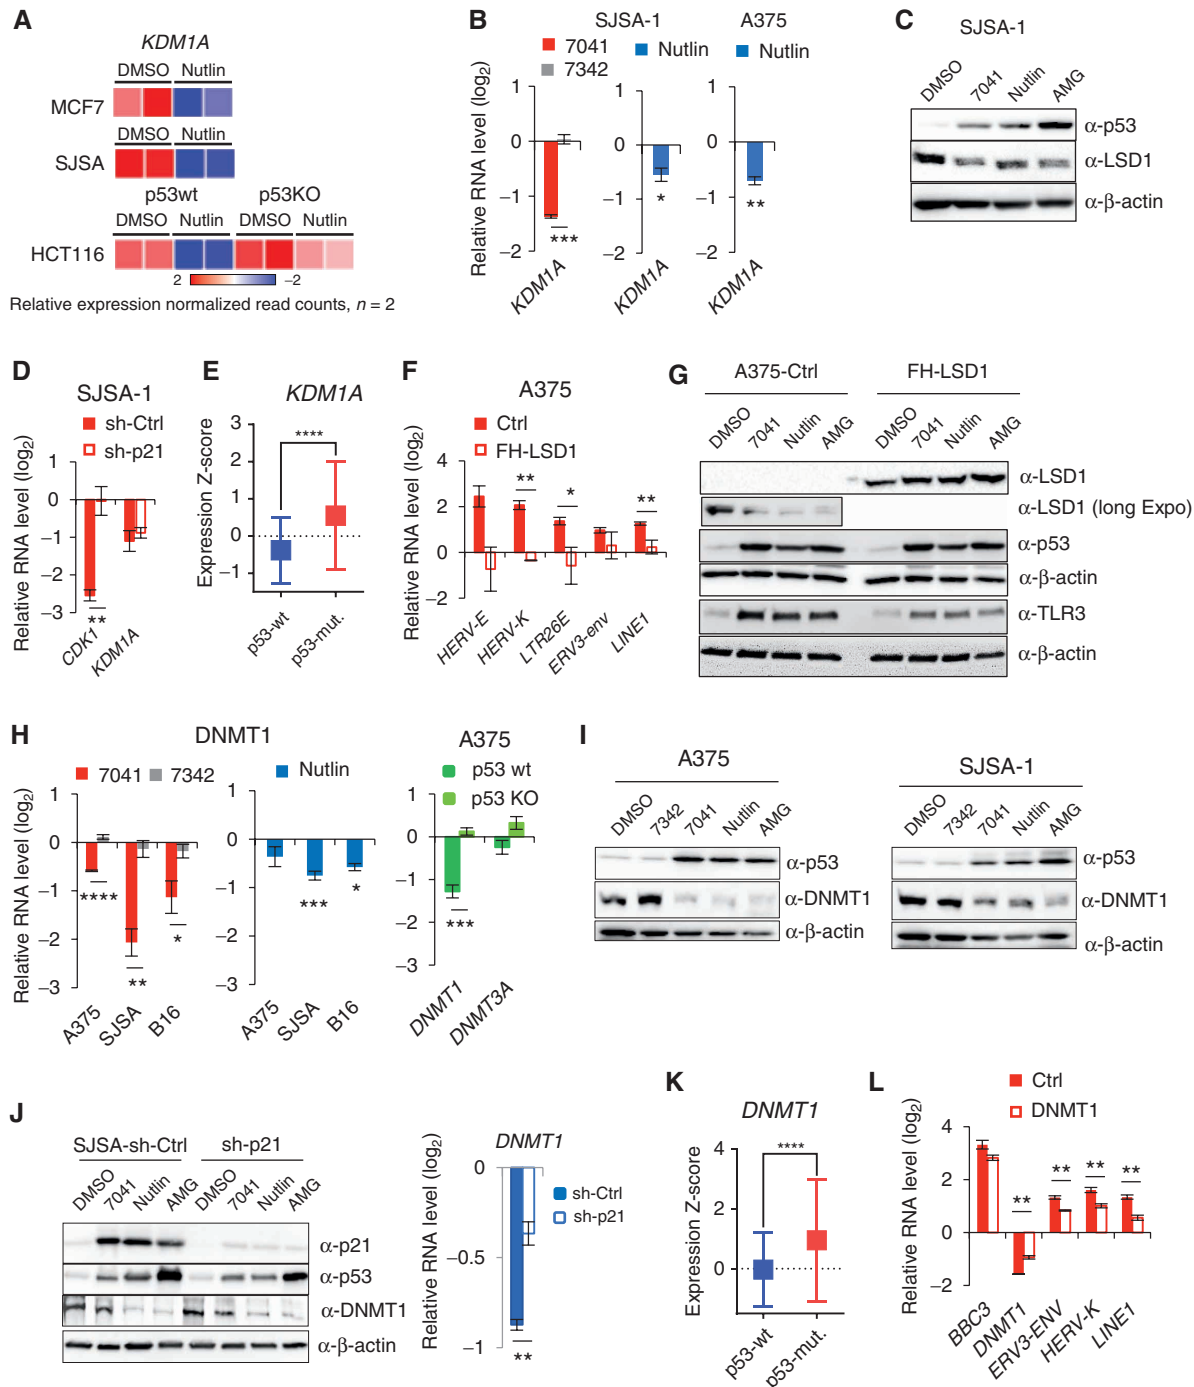 A
KDM1A
DMSO Nutlin
MCF7
DMSO Nutlin
SJSA
p53wt p53KO
DMSO Nutlin DMSO Nutlin
HCT116
2 −2
Relative expression normalized read counts, n = 2
B
SJSA-1 A375
7041 Nutlin Nutlin
7342
Relative RNA level (log2)
1 1 1
0 0 0
−1 −1 −1
−2 −2 −2
*** * **
KDM1A KDM1A KDM1A
C
SJSA-1
DMSO 7041 Nutlin AMG
α-p53
α-LSD1
α-β-actin
D
SJSA-1
sh-Ctrl
sh-p21
Relative RNA level (log2)
1
0
−1
−2
−3
**
CDK1 KDM1A
E
KDM1A
Expression Z-score
3
2
1
0
−1
****
p53-wt p53-mut.
F
A375
Ctrl
FH-LSD1
Relative RNA level (log2)
4
2
0
−2
** * **
HERV-E HERV-K LTR26E ERV3-env LINE1
G
A375-Ctrl FH-LSD1
DMSO 7041 Nutlin AMG DMSO 7041 Nutlin AMG
α-LSD1
α-LSD1 (long Expo)
α-p53
α-β-actin
α-TLR3
α-β-actin
H
DNMT1 A375
7041 7342 Nutlin p53 wt
p53 KO
Relative RNA level (log2)
1 1 1
0 0 0
−1 −1 −1
−2 −2 −2
−3 −3 −3
**** ** * *** * ***
A375 SJSA B16 A375 SJSA B16 DNMT1 DNMT3A
I
A375 SJSA-1
DMSO 7342 7041 Nutlin AMG DMSO 7342 7041 Nutlin AMG
α-p53 α-p53
α-DNMT1 α-DNMT1
α-β-actin α-β-actin
J
SJSA-sh-Ctrl sh-p21
DMSO 7041 Nutlin AMG DMSO 7041 Nutlin AMG
α-p21
α-p53
α-DNMT1
α-β-actin
DNMT1
Relative RNA level (log2)
0
−0.5
−1
sh-Ctrl
sh-p21
**
K
DNMT1
Expression Z-score
4
2
0
****
p53-wt p53-mut.
L
Ctrl
DNMT1
Relative RNA level (log2)
4
2
0
−2
** ** ** **
BBC3 DNMT1 ERV3-ENV HERV-K LINE1